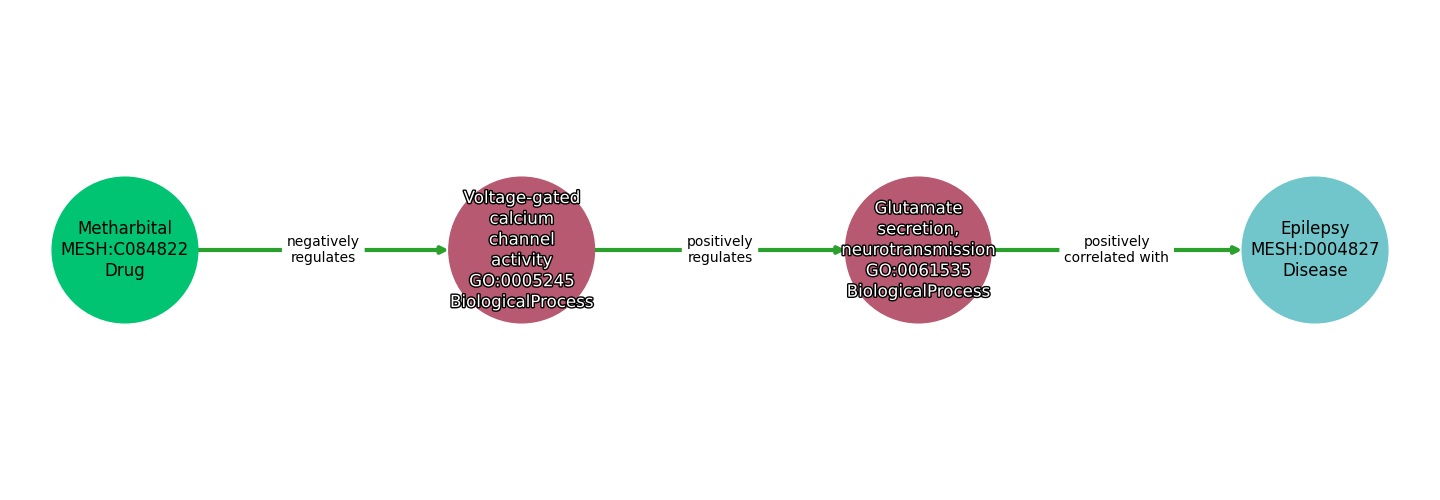 Metharbital
MESH:C084822
Drug
negatively
regulates
Voltage-gated
calcium
channel
activity
GO:0005245
BiologicalProcess
positively
regulates
Glutamate
secretion,
neurotransmission
GO:0061535
BiologicalProcess
positively
correlated with
Epilepsy
MESH:D004827
Disease